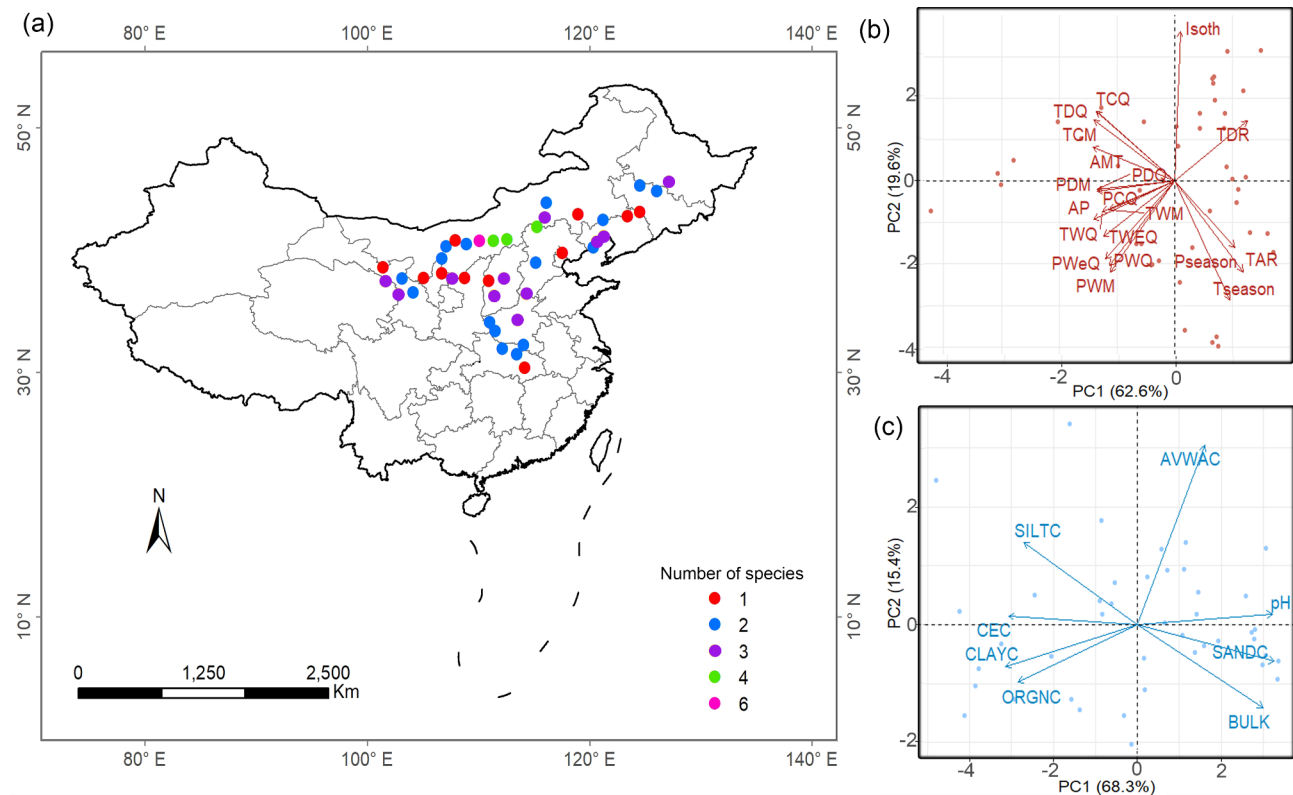 (a)
80° E
100° E
120° E
140° E
50° N
50° N
30° N
30° N
10° N
10° N
N
0
1,250
2,500
Km
Number of species
1
2
3
4
6
80° E
100° E
120° E
140° E
(b)
Isoth
TCQ
TDQ
TCM
TDR
AMT
PDQ
PDM
PCQ
AP
TWM
TWQ
TWEQ
PWeQ
PWQ
Pseason
TAR
PWM
Tseason
2
0
-2
-4
PC2 (19.6%)
-4
-2
0
PC1 (62.6%)
(c)
AVWAC
SILTC
pH
CEC
CLAYC
SANDC
ORGNC
BULK
2
0
-2
PC2 (15.4%)
-4
-2
0
2
PC1 (68.3%)